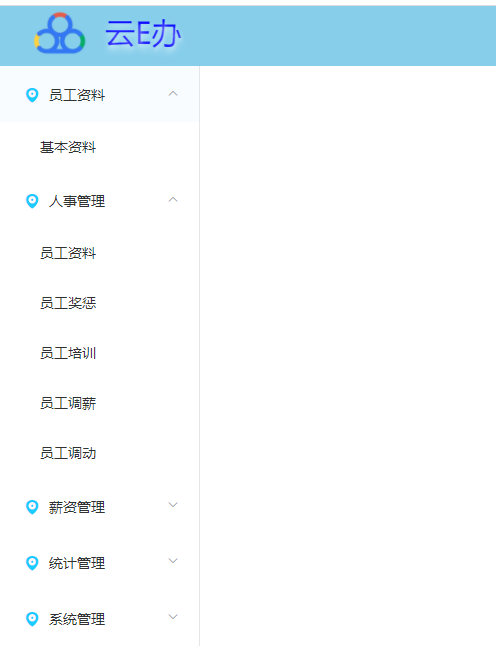 云E办
员工资料
基本资料
人事管理
员工资料
员工奖惩
员工培训
员工调薪
员工调动
薪资管理
统计管理
系统管理